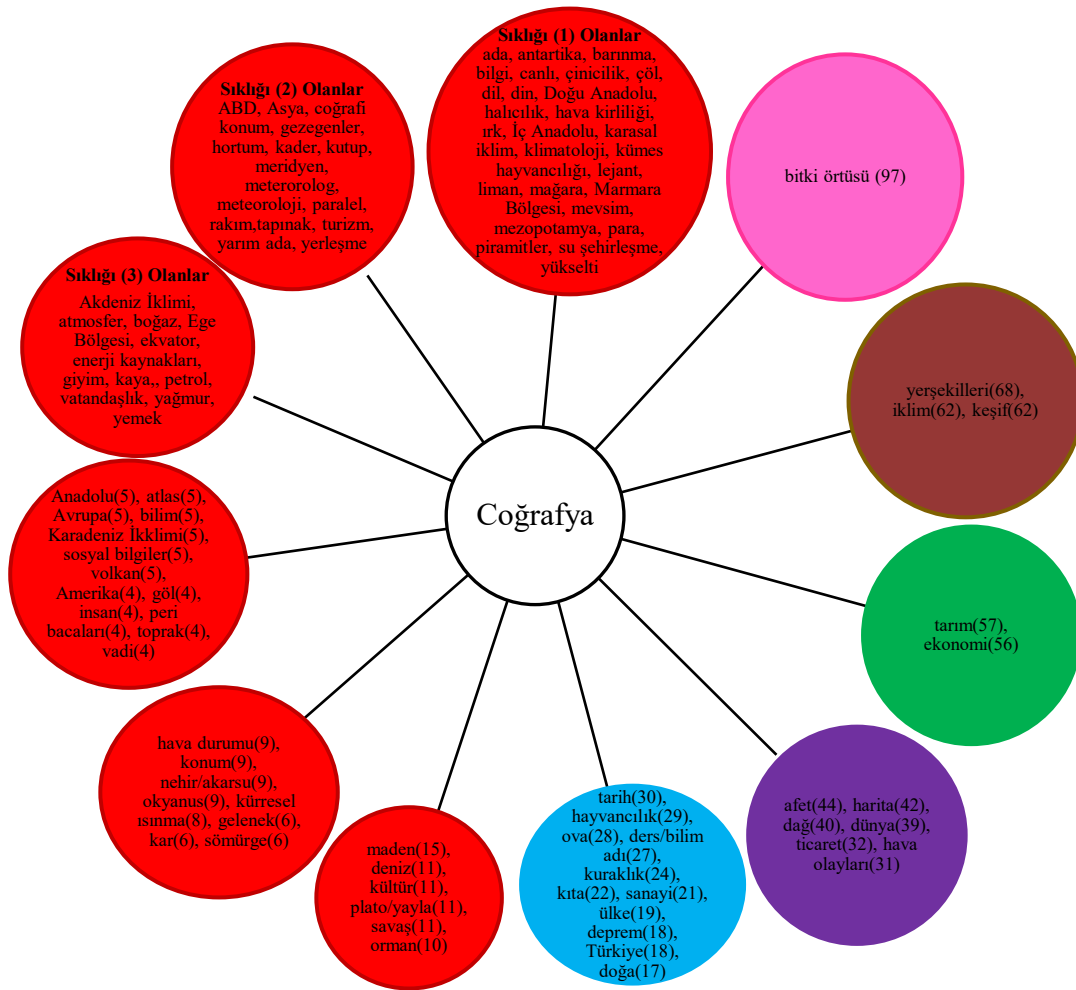 Sıklığı (1) Olanlar
ada, antartika, barınma,
bilgi, canlı, çinicilik, çöl,
dil, din, Doğu Anadolu,
halıcılık, hava kirliliği,
ırk, İç Anadolu, karasal
iklim, klimatoloji, kümes
hayvancılığı, lejant,
liman, mağara, Marmara
Bölgesi, mevsim,
mezopotamya, para,
piramitler, su şehirleşme,
yükselti
bitki örtüsü (97)
yerşekilleri(68),
iklim(62), keşif(62)
tarım(57),
ekonomi(56)
afet(44), harita(42),
dağ(40), dünya(39),
ticaret(32), hava
olayları(31)
tarih(30),
hayvancılık(29),
ova(28), ders/bilim
adı(27),
kuraklık(24),
kıta(22), sanayi(21),
ülke(19),
deprem(18),
Türkiye(18),
doğa(17)
maden(15),
deniz(11),
kültür(11),
plato/yayla(11),
savaş(11),
orman(10)
hava durumu(9),
konum(9),
nehir/akarsu(9),
okyanus(9), kürresel
ısınma(8), gelenek(6),
kar(6), sömürge(6)
Anadolu(5), atlas(5),
Avrupa(5), bilim(5),
Karadeniz İkklimi(5),
sosyal bilgiler(5),
volkan(5),
Amerika(4), göl(4),
insan(4), peri
bacaları(4), toprak(4),
vadi(4)
Sıklığı (3) Olanlar
Akdeniz İklimi,
atmosfer, boğaz, Ege
Bölgesi, ekvator,
enerji kaynakları,
giyim, kaya,, petrol,
vatandaşlık, yağmur,
yemek
Sıklığı (2) Olanlar
ABD, Asya, coğrafi
konum, gezegenler,
hortum, kader, kutup,
meridyen,
meterorolog,
meteoroloji, paralel,
rakım,tapınak, turizm,
yarım ada, yerleşme
Coğrafya